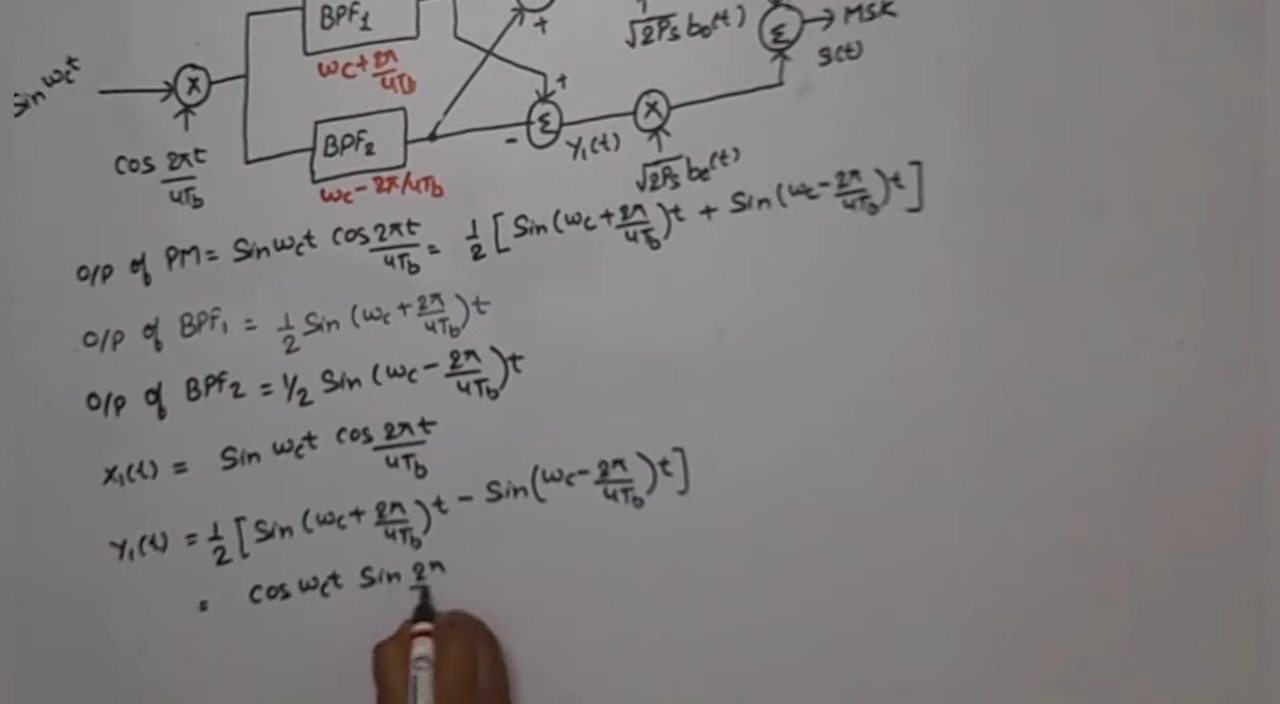 BPF1
+
√2Ps bo(t)
Σ
MSK
s(t)
sin ωct
×
ωc + 2π/4Tb
+
cos 2πt/4Tb
BPF2
-
Σ
y1(t)
×
ωc - 2π/4Tb
√2Ps be(t)
O/P of PM = Sin ωct cos 2πt/4Tb = 1/2 [Sin (ωc + 2π/4Tb)t + Sin (ωc - 2π/4Tb)t]
O/P of BPF1 = 1/2 Sin (ωc + 2π/4Tb)t
O/P of BPF2 = 1/2 Sin (ωc - 2π/4Tb)t
x1(t) = Sin ωct cos 2πt/4Tb
y1(t) = 1/2 [Sin (ωc + 2π/4Tb)t - Sin (ωc - 2π/4Tb)t]
= cos ωct Sin 2π